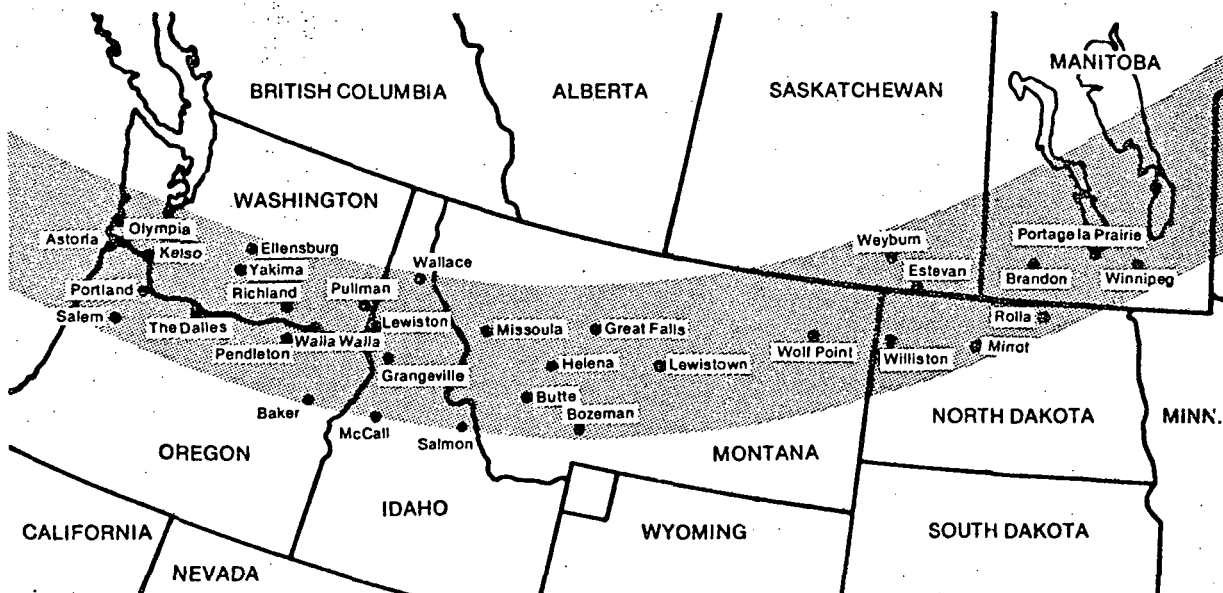 MANITOBA
BRITISH COLUMBIA
ALBERTA
SASKATCHEWAN
WASHINGTON
Olympia
Astoria
Kelso
Ellensburg
Weyburn
Portage la Prairie
Yakima
Wallace
Estevan
Brandon
Winnipeg
Portland
Richland
Pullman
Salem
The Dalles
Lewiston
Missoula
Great Falls
Rolla
Walla Walla
Pendleton
Wolf Point
Williston
Minot
Grangeville
Helena
Lewistown
Butte
Baker
Bozeman
McCall
Salmon
NORTH DAKOTA
MINN.
OREGON
MONTANA
IDAHO
CALIFORNIA
WYOMING
SOUTH DAKOTA
NEVADA